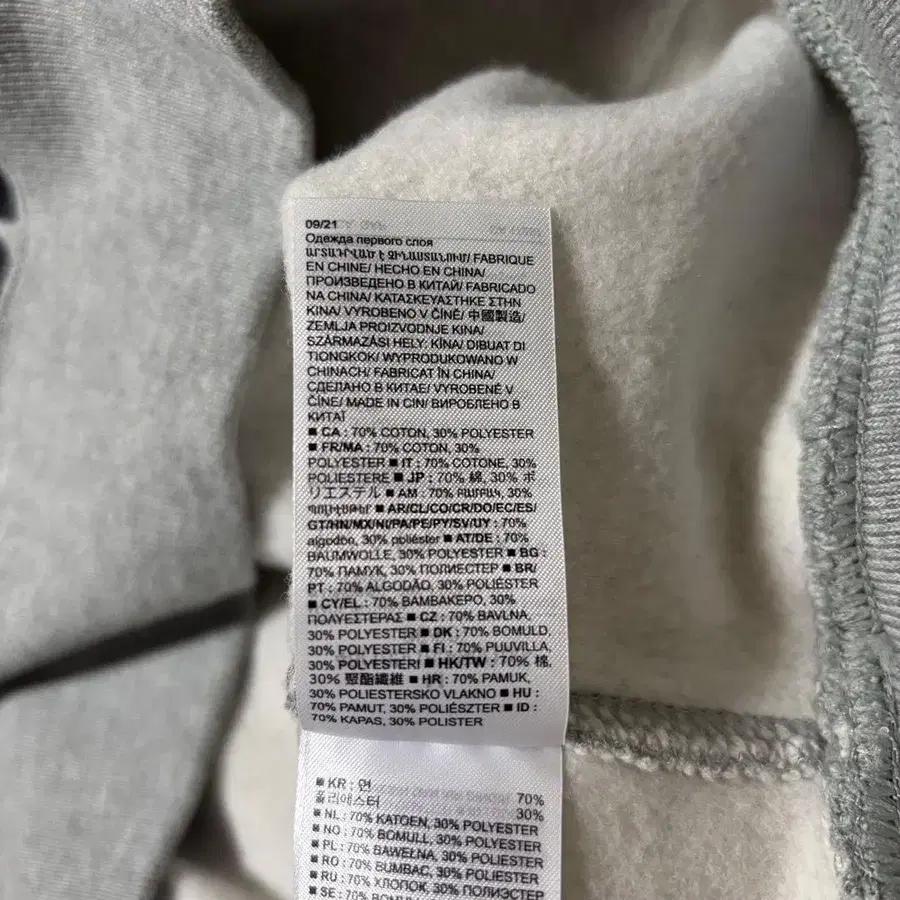 09/21
Одежда первого слоя
ԱՐՏԱԴՐՎԱԾ Է ՉԻՆԱՍՏԱՆՈՒՄ/ FABRIQUE
EN CHINE/ HECHO EN CHINA/
ПРОИЗВЕДЕНО В КИТАЙ/ FABRICADO
NA CHINA/ ΚΑΤΑΣΚΕΥΑΣΤΗΚΕ ΣΤΗΝ
ΚΙΝΑ/ VYROBENO V ČÍNĚ/ 中國製造/
ZEMLJA PROIZVODNJE KINA/
SZÁRMAZÁSI HELY: KÍNA/ DIBUAT DI
TIONGKOK/ WYPRODUKOWANO W
CHINACH/ FABRICAT ÎN CHINA/
СДЕЛАНО В КИТАЕ/ VYROBENÉ V
ČÍNE/ MADE IN CIN/ ВИРОБЛЕНО В
КИТАЇ
■ CA : 70% COTON, 30% POLYESTER
■ FR/MA : 70% COTON, 30%
POLYESTER ■ IT : 70% COTONE, 30%
POLIESTERE ■ JP : 70% 綿, 30% ポ
リエステル ■ AM : 70% ԲԱՄԲԱԿ, 30%
ՊՈԼԻԷՍԹԵՐ ■ AR/CL/CO/CR/DO/EC/ES/
GT/HN/MX/NI/PA/PE/PY/SV/UY : 70%
algodón, 30% poliéster ■ AT/DE : 70%
BAUMWOLLE, 30% POLYESTER ■ BG :
70% ПАМУК, 30% ПОЛИЕСТЕР ■ BR/
PT : 70% ALGODÃO, 30% POLIÉSTER
■ CY/EL : 70% ΒΑΜΒΑΚΕΡΟ, 30%
ΠΟΛΥΕΣΤΕΡΑΣ ■ CZ : 70% BAVLNA,
30% POLYESTER ■ DK : 70% BOMULD,
30% POLYESTER ■ FI : 70% PUUVILLA,
30% POLYESTERI ■ HK/TW : 70% 棉,
30% 聚酯纖維 ■ HR : 70% PAMUK,
30% POLIESTERSKO VLAKNO ■ HU :
70% PAMUT, 30% POLIÉSZTER ■ ID :
70% KAPAS, 30% POLISTER
■ KR : 면 70%
폴리에스터 30%
■ NL : 70% KATOEN, 30% POLYESTER
■ NO : 70% BOMULL, 30% POLYESTER
■ PL : 70% BAWEŁNA, 30% POLYESTER
■ RO : 70% BUMBAC, 30% POLIESTER
■ RU : 70% ХЛОПОК, 30% ПОЛИЭСТЕР
■ SE : 70% BOMULL, 30%